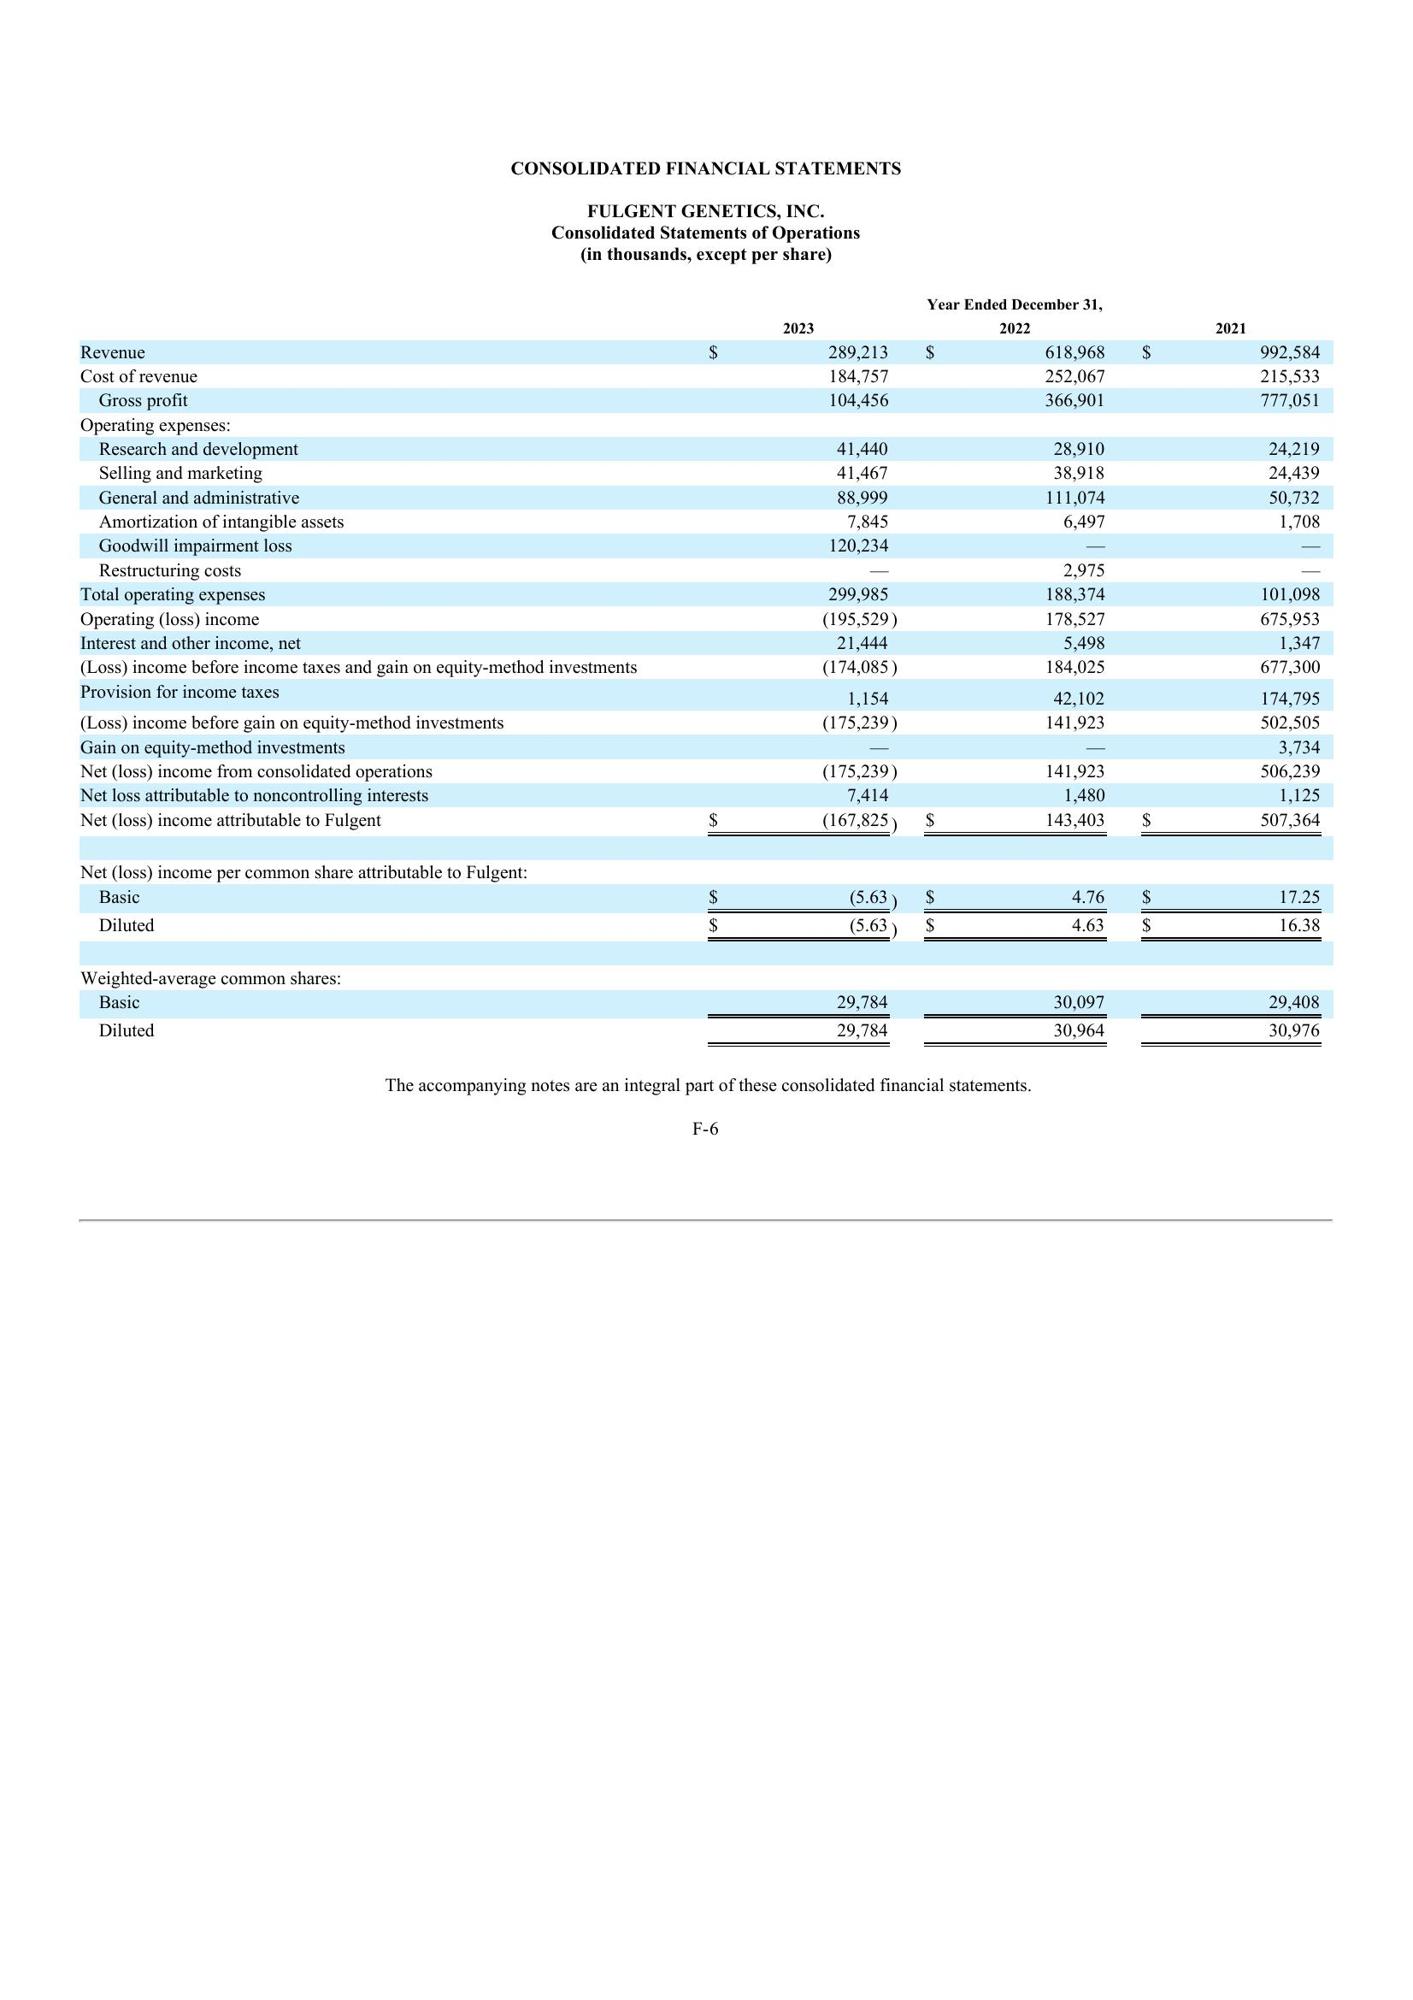 CONSOLIDATED FINANCIAL STATEMENTS
FULGENT GENETICS, INC.
Consolidated Statements of Operations
(in thousands, except per share)
Year Ended December 31,
2023 2022 2021
Revenue $ 289,213 $ 618,968 $ 992,584
Cost of revenue 184,757 252,067 215,533
Gross profit 104,456 366,901 777,051
Operating expenses:
Research and development 41,440 28,910 24,219
Selling and marketing 41,467 38,918 24,439
General and administrative 88,999 111,074 50,732
Amortization of intangible assets 7,845 6,497 1,708
Goodwill impairment loss 120,234 — —
Restructuring costs — 2,975 —
Total operating expenses 299,985 188,374 101,098
Operating (loss) income (195,529) 178,527 675,953
Interest and other income, net 21,444 5,498 1,347
(Loss) income before income taxes and gain on equity-method investments (174,085) 184,025 677,300
Provision for income taxes 1,154 42,102 174,795
(Loss) income before gain on equity-method investments (175,239) 141,923 502,505
Gain on equity-method investments — — 3,734
Net (loss) income from consolidated operations (175,239) 141,923 506,239
Net loss attributable to noncontrolling interests 7,414 1,480 1,125
Net (loss) income attributable to Fulgent $ (167,825) $ 143,403 $ 507,364
Net (loss) income per common share attributable to Fulgent:
Basic $ (5.63) $ 4.76 $ 17.25
Diluted $ (5.63) $ 4.63 $ 16.38
Weighted-average common shares:
Basic 29,784 30,097 29,408
Diluted 29,784 30,964 30,976
The accompanying notes are an integral part of these consolidated financial statements.
F-6